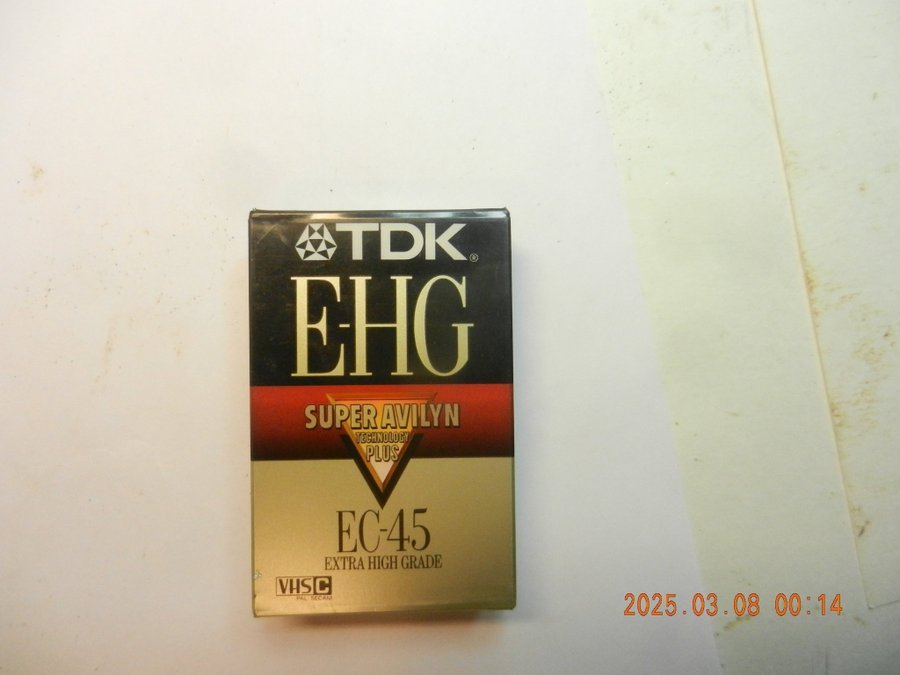 TDK®
E-HG
SUPER AVILYN
TECHNOLOGY
PLUS
EC-45
EXTRA HIGH GRADE
VHS C
PAL SECAM
2025.03.08 00:14